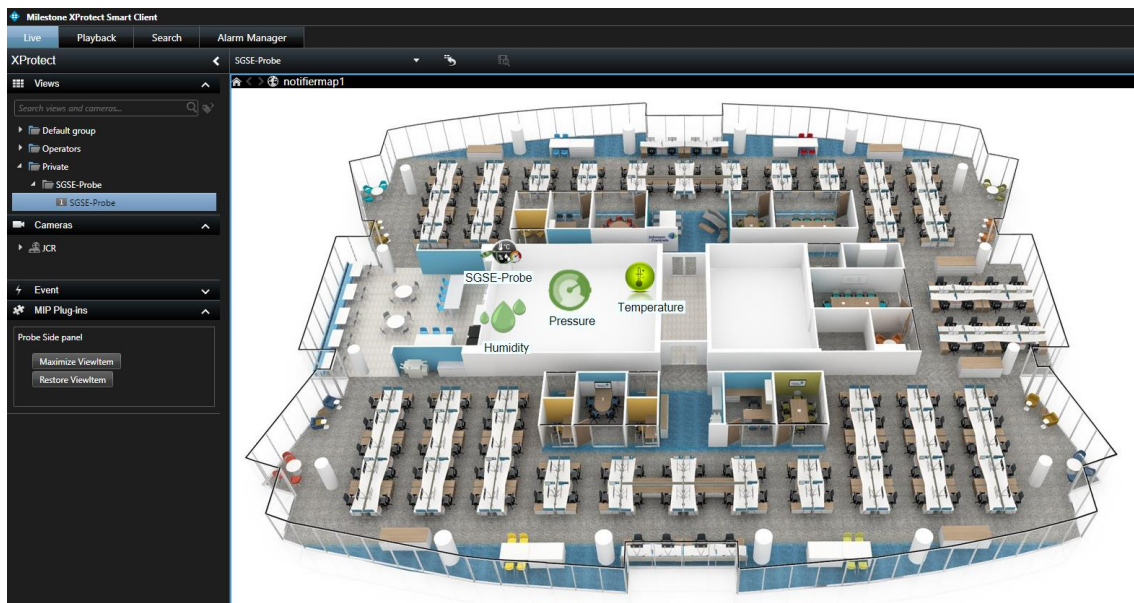 Milestone XProtect Smart Client
Live Playback Search Alarm Manager
XProtect
SGSE-Probe
Views
notifiermap1
Search views and cameras...
Default group
Operators
Private
SGSE-Probe
1 SGSE-Probe
Cameras
JCR
Event
MIP Plug-ins
Probe Side panel
Maximize ViewItem
Restore ViewItem
°C
SGSE-Probe
Temperature
Pressure
Humidity